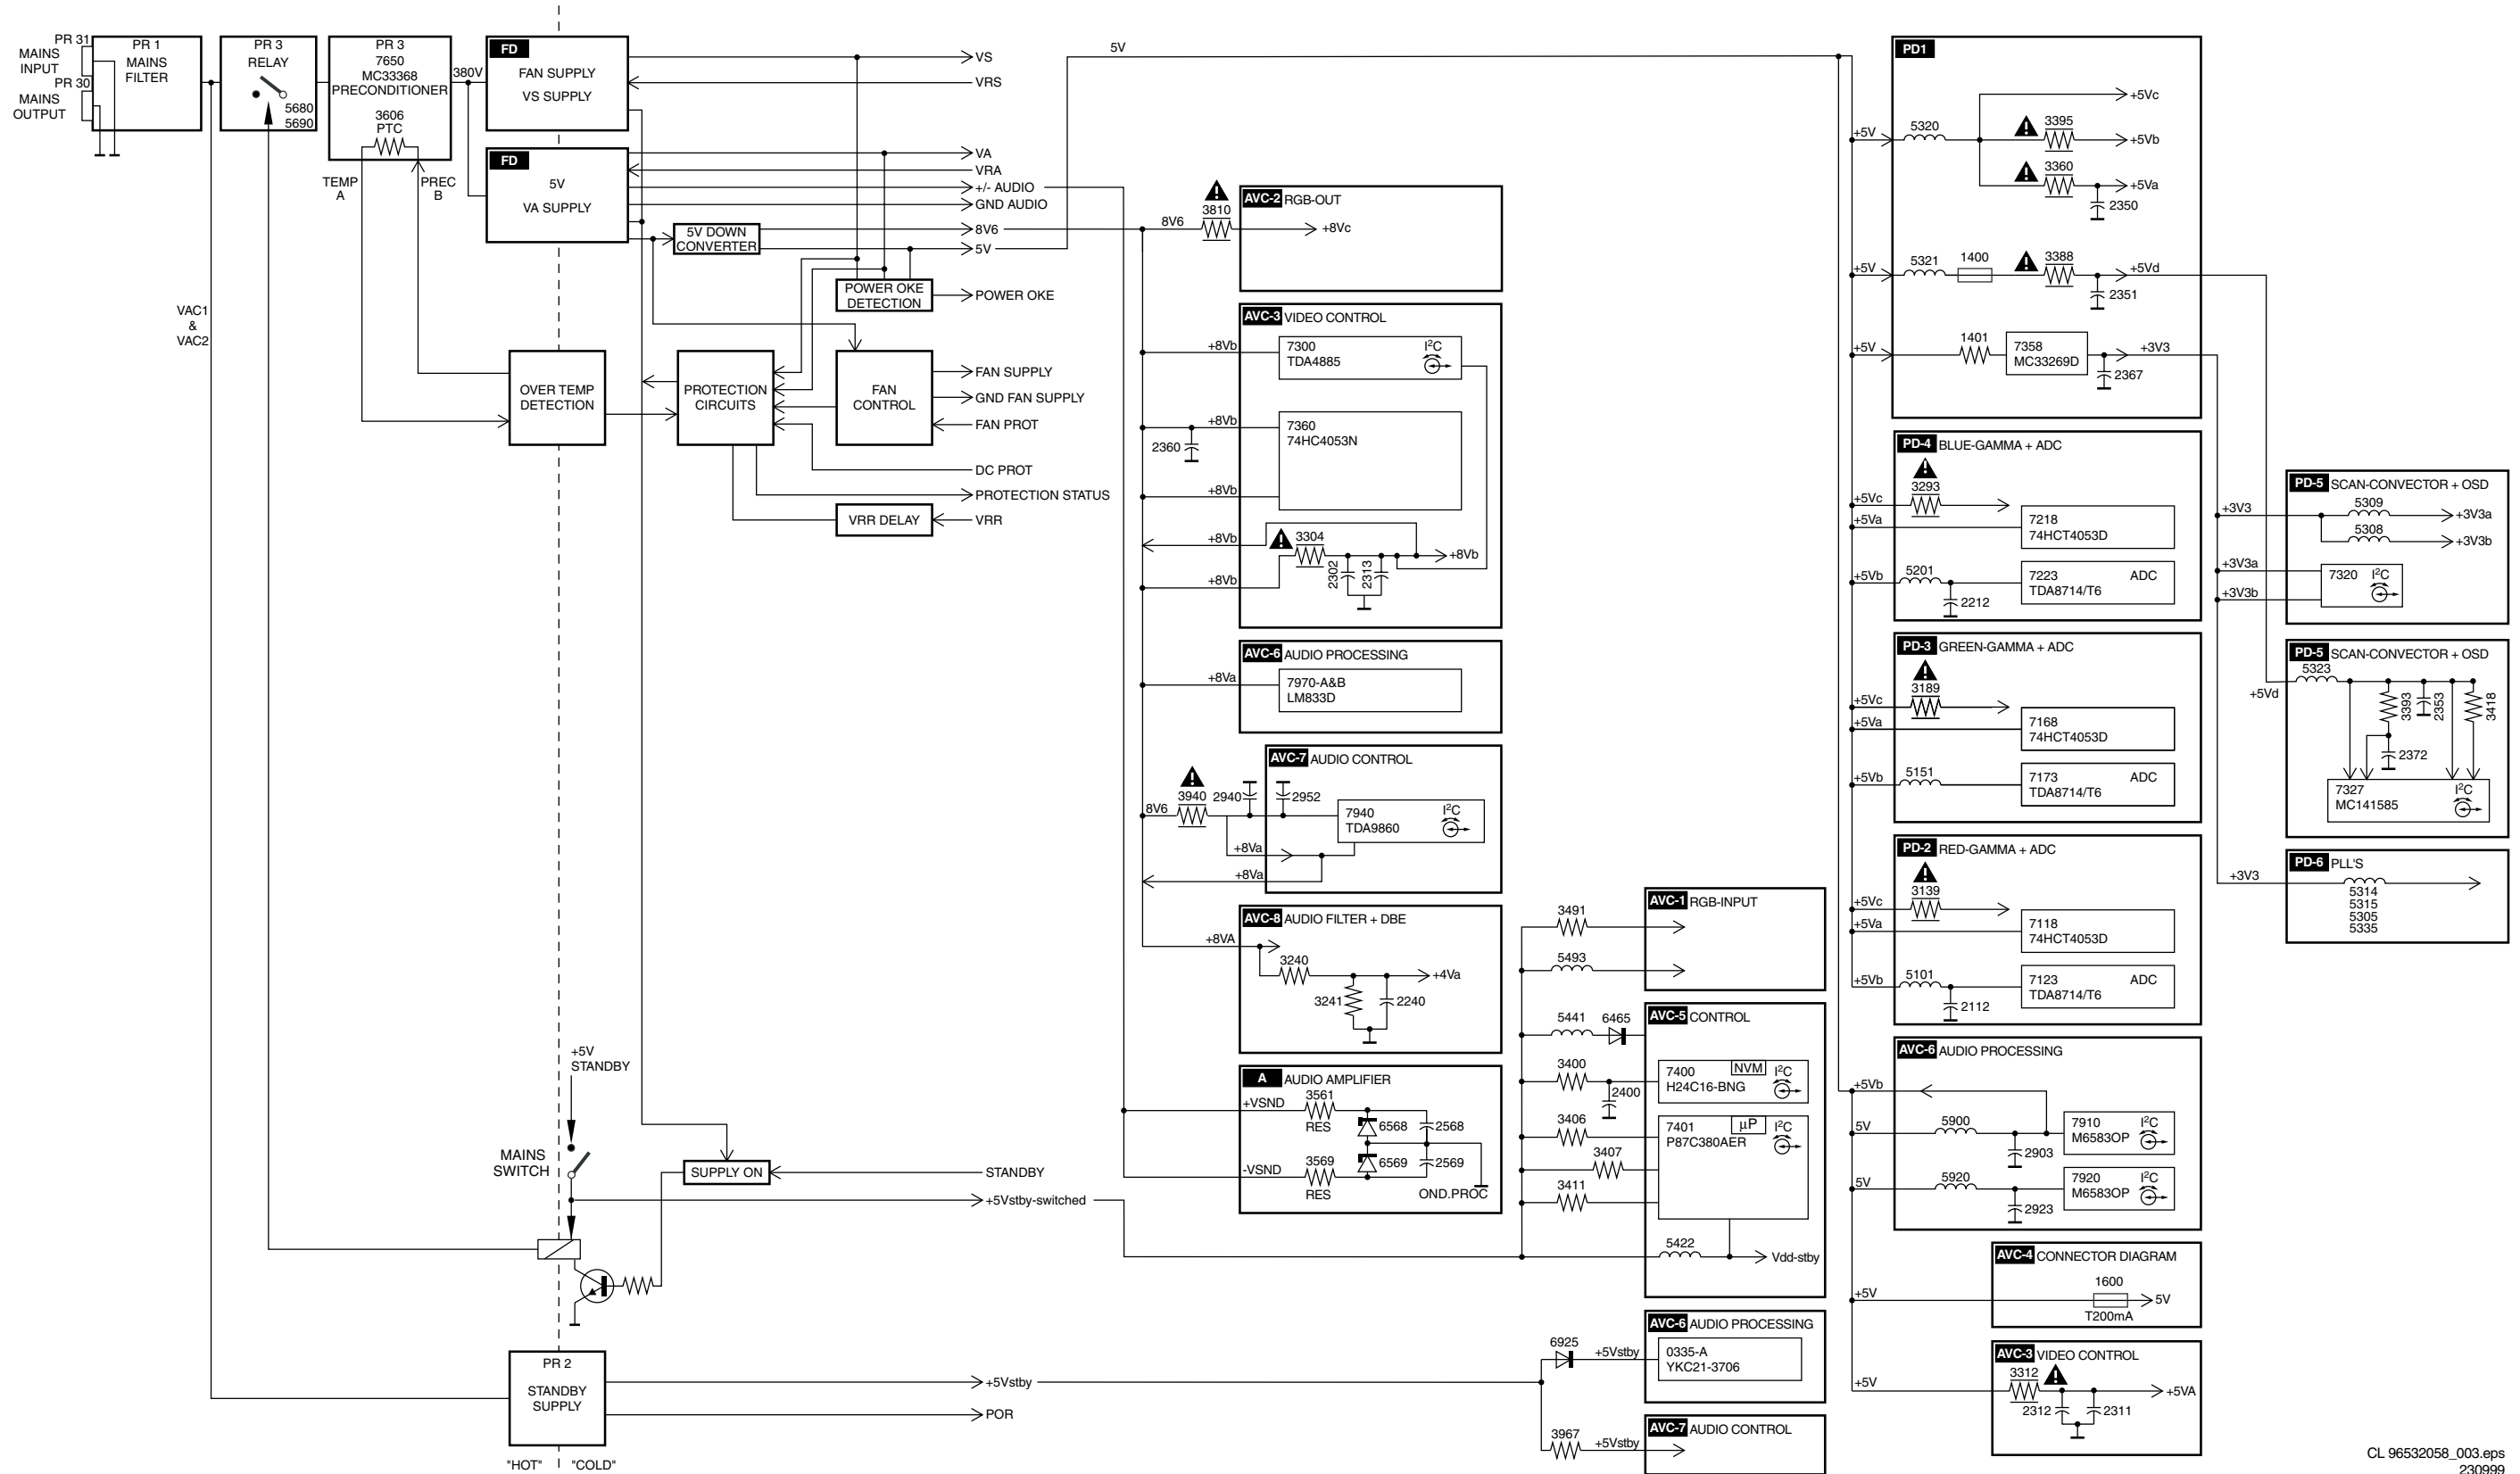 PR 31
MAINS
INPUT
PR 30
MAINS
OUTPUT
PR 1
MAINS
FILTER
PR 3
RELAY
5680
5690
PR 3
7650
MC33368
PRECONDITIONER
3606
PTC
380V
TEMP
A
PREC
B
VAC1
&
VAC2
FD
FAN SUPPLY
VS SUPPLY
FD
5V
VA SUPPLY
VS
VRS
VA
VRA
+/- AUDIO
GND AUDIO
8V6
5V
5V DOWN
CONVERTER
POWER OKE
DETECTION
POWER OKE
OVER TEMP
DETECTION
PROTECTION
CIRCUITS
FAN
CONTROL
FAN SUPPLY
GND FAN SUPPLY
FAN PROT
DC PROT
PROTECTION STATUS
VRR DELAY
VRR
+5V
STANDBY
MAINS
SWITCH
SUPPLY ON
STANDBY
+5Vstby-switched
PR 2
STANDBY
SUPPLY
+5Vstby
POR
"HOT"
"COLD"
5V
8V6
3810
AVC-2 RGB-OUT
+8Vc
AVC-3 VIDEO CONTROL
+8Vb
7300
TDA4885
I²C
+8Vb
2360
7360
74HC4053N
+8Vb
+8Vb
3304
2302
2313
+8Vb
+8Vb
AVC-6 AUDIO PROCESSING
+8Va
7970-A&B
LM833D
AVC-7 AUDIO CONTROL
8V6
3940
2940
2952
7940
TDA9860
I²C
+8Va
+8Va
AVC-8 AUDIO FILTER + DBE
+8VA
3240
+4Va
3241
2240
A AUDIO AMPLIFIER
+VSND
3561
RES
6568
2568
-VSND
3569
RES
6569
2569
OND.PROC
AVC-1 RGB-INPUT
3491
5493
AVC-5 CONTROL
5441
6465
3400
2400
7400
H24C16-BNG
NVM
I²C
3406
3407
3411
7401
P87C380AER
µP
I²C
5422
Vdd-stby
AVC-6 AUDIO PROCESSING
6925
+5Vstby
0335-A
YKC21-3706
AVC-7 AUDIO CONTROL
3967
+5Vstby
PD1
+5V
5320
+5Vc
3395
+5Vb
3360
+5Va
2350
+5V
5321
1400
3388
+5Vd
2351
+5V
1401
7358
MC33269D
+3V3
2367
PD-4 BLUE-GAMMA + ADC
3293
+5Vc
+5Va
7218
74HCT4053D
+5Vb
5201
2212
7223
TDA8714/T6
ADC
PD-3 GREEN-GAMMA + ADC
3189
+5Vc
+5Va
7168
74HCT4053D
+5Vb
5151
7173
TDA8714/T6
ADC
PD-2 RED-GAMMA + ADC
3139
+5Vc
+5Va
7118
74HCT4053D
+5Vb
5101
2112
7123
TDA8714/T6
ADC
AVC-6 AUDIO PROCESSING
+5Vb
5V
5900
2903
7910
M6583OP
I²C
5V
5920
2923
7920
M6583OP
I²C
AVC-4 CONNECTOR DIAGRAM
+5V
1600
T200mA
5V
AVC-3 VIDEO CONTROL
+5V
3312
2312
2311
+5VA
PD-5 SCAN-CONVECTOR + OSD
+3V3
5309
+3V3a
5308
+3V3b
+3V3a
+3V3b
7320
I²C
PD-5 SCAN-CONVECTOR + OSD
+5Vd
5323
3393
2353
3418
2372
7327
MC141585
I²C
PD-6 PLL'S
+3V3
5314
5315
5305
5335
CL 96532058_003.eps
230999